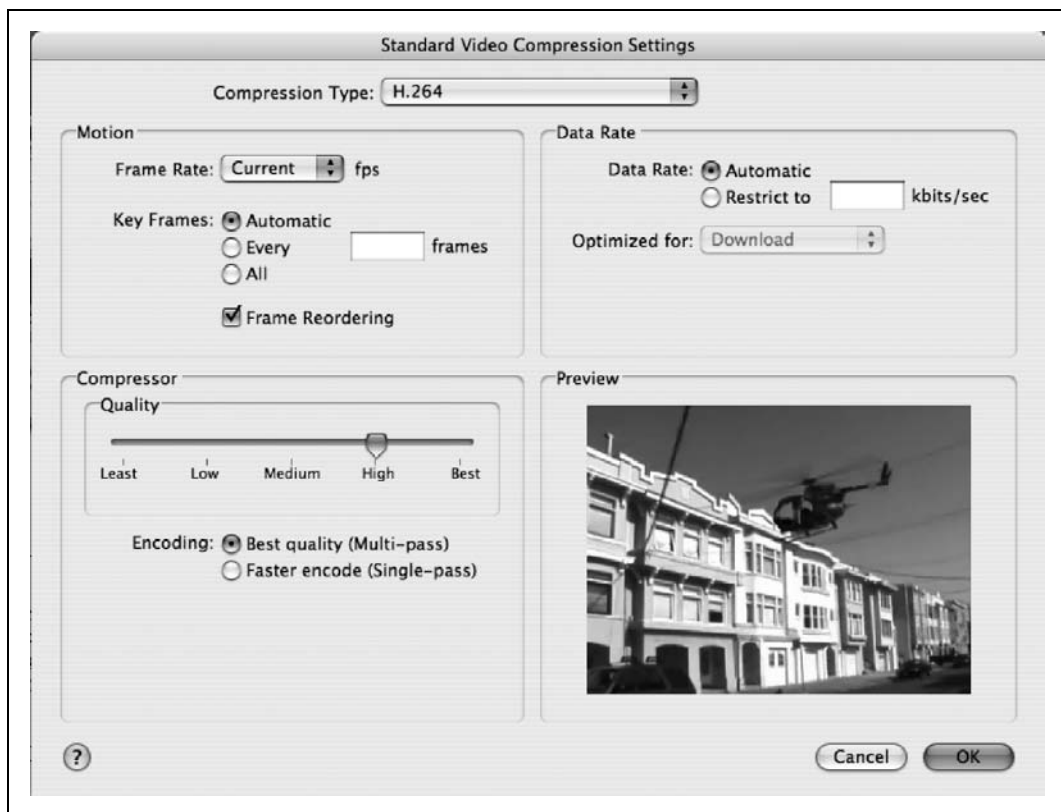 Standard Video Compression Settings
Compression Type: H.264
Motion
Frame Rate: Current fps
Key Frames: Automatic
Every frames
All
Frame Reordering
Data Rate
Data Rate: Automatic
Restrict to kbits/sec
Optimized for: Download
Compressor
Quality
Least Low Medium High Best
Encoding: Best quality (Multi-pass)
Faster encode (Single-pass)
Preview
?
Cancel OK